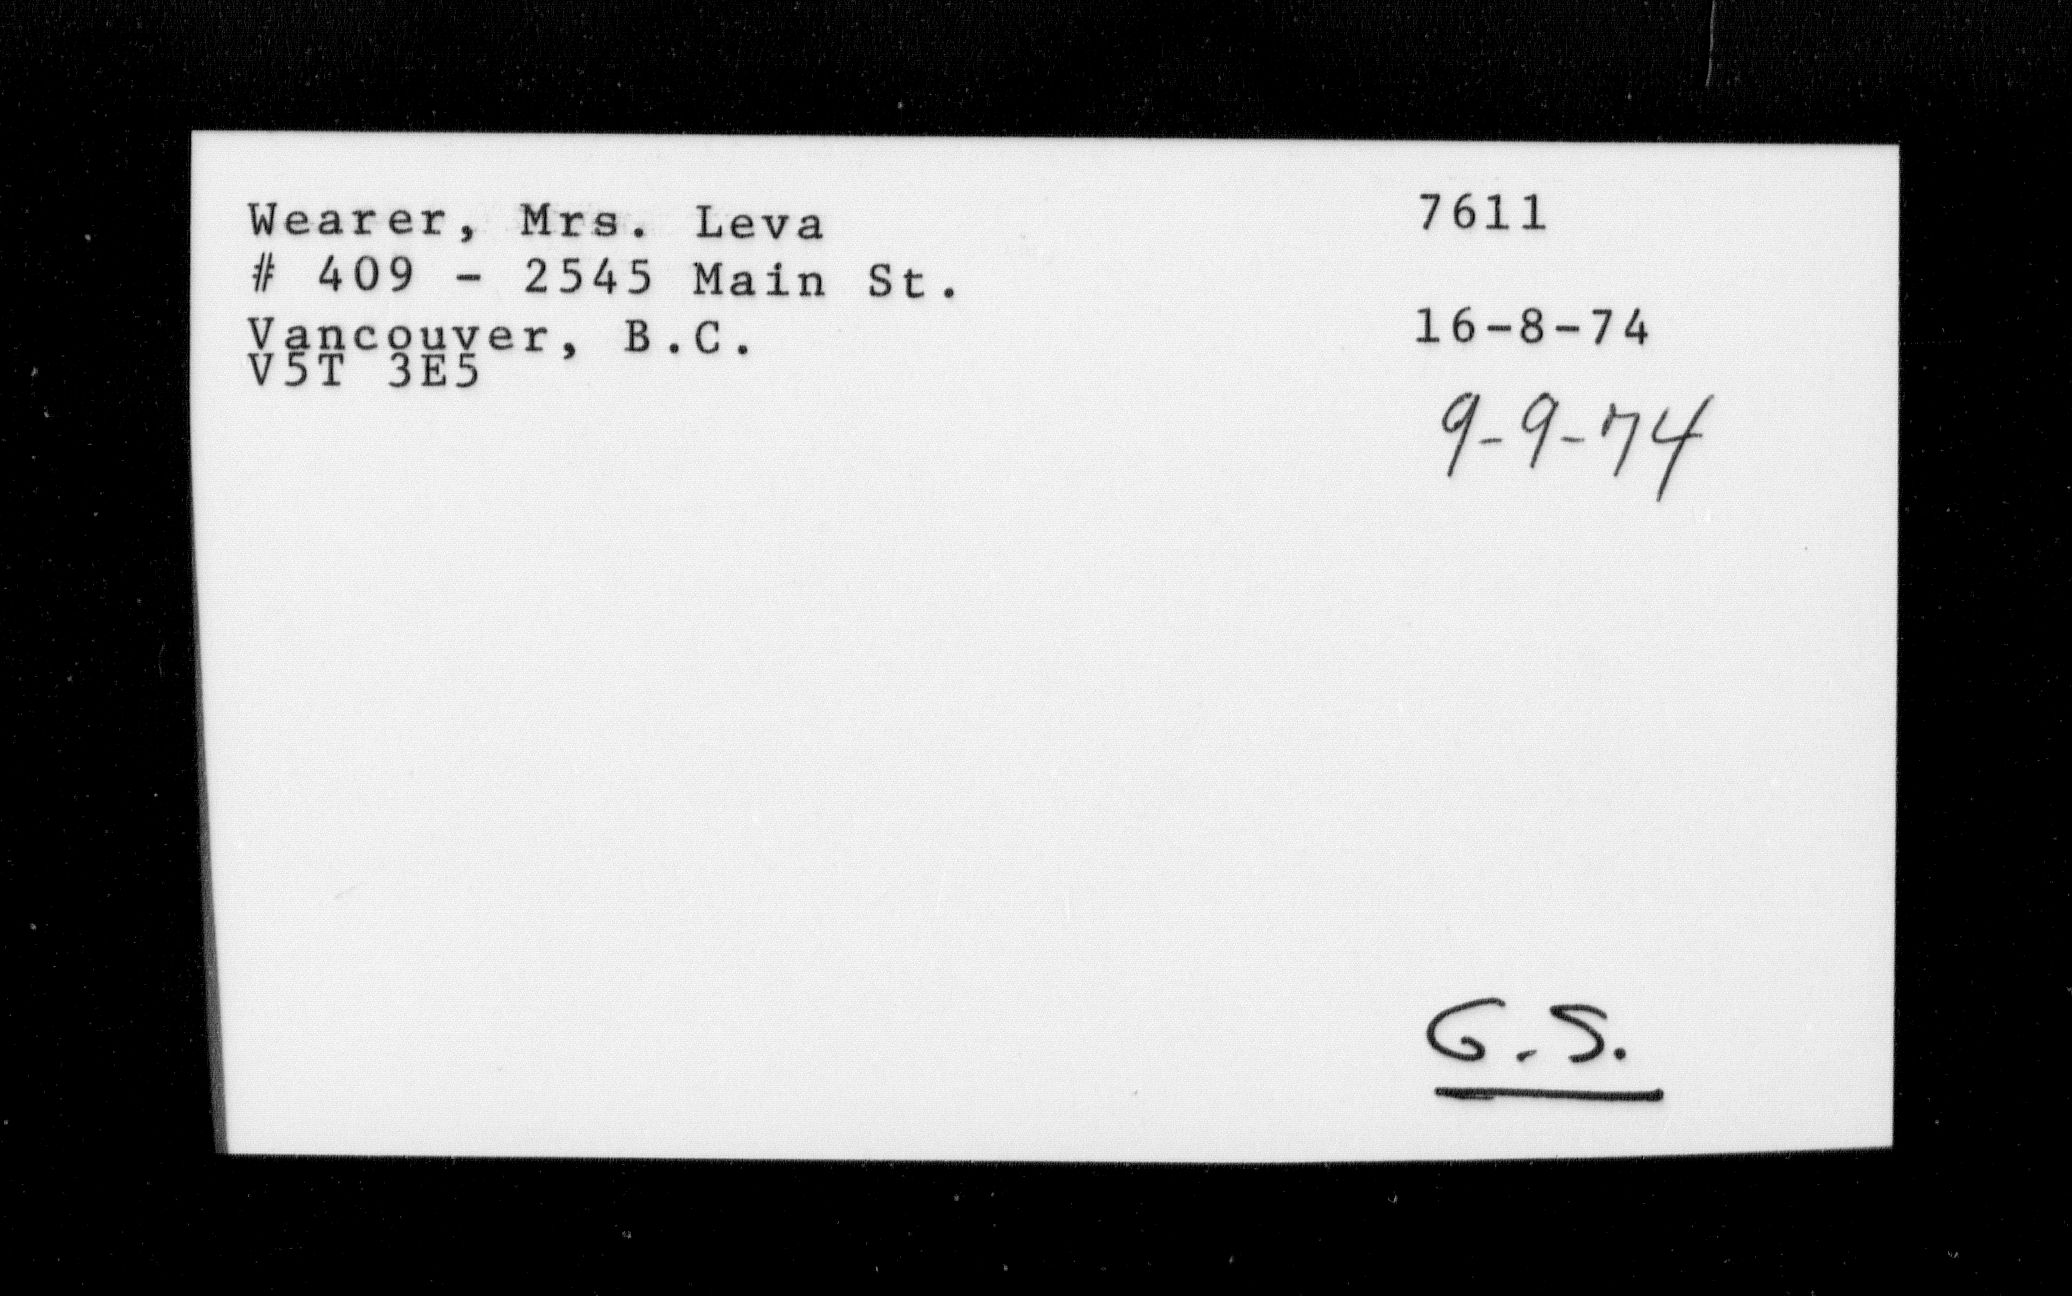 Wearer, Mrs. Leva
# 409 - 2545 Main St.
Vancouver, B.C.
V5T 3E5
7611
16-8-74
9-9-74
G.S.